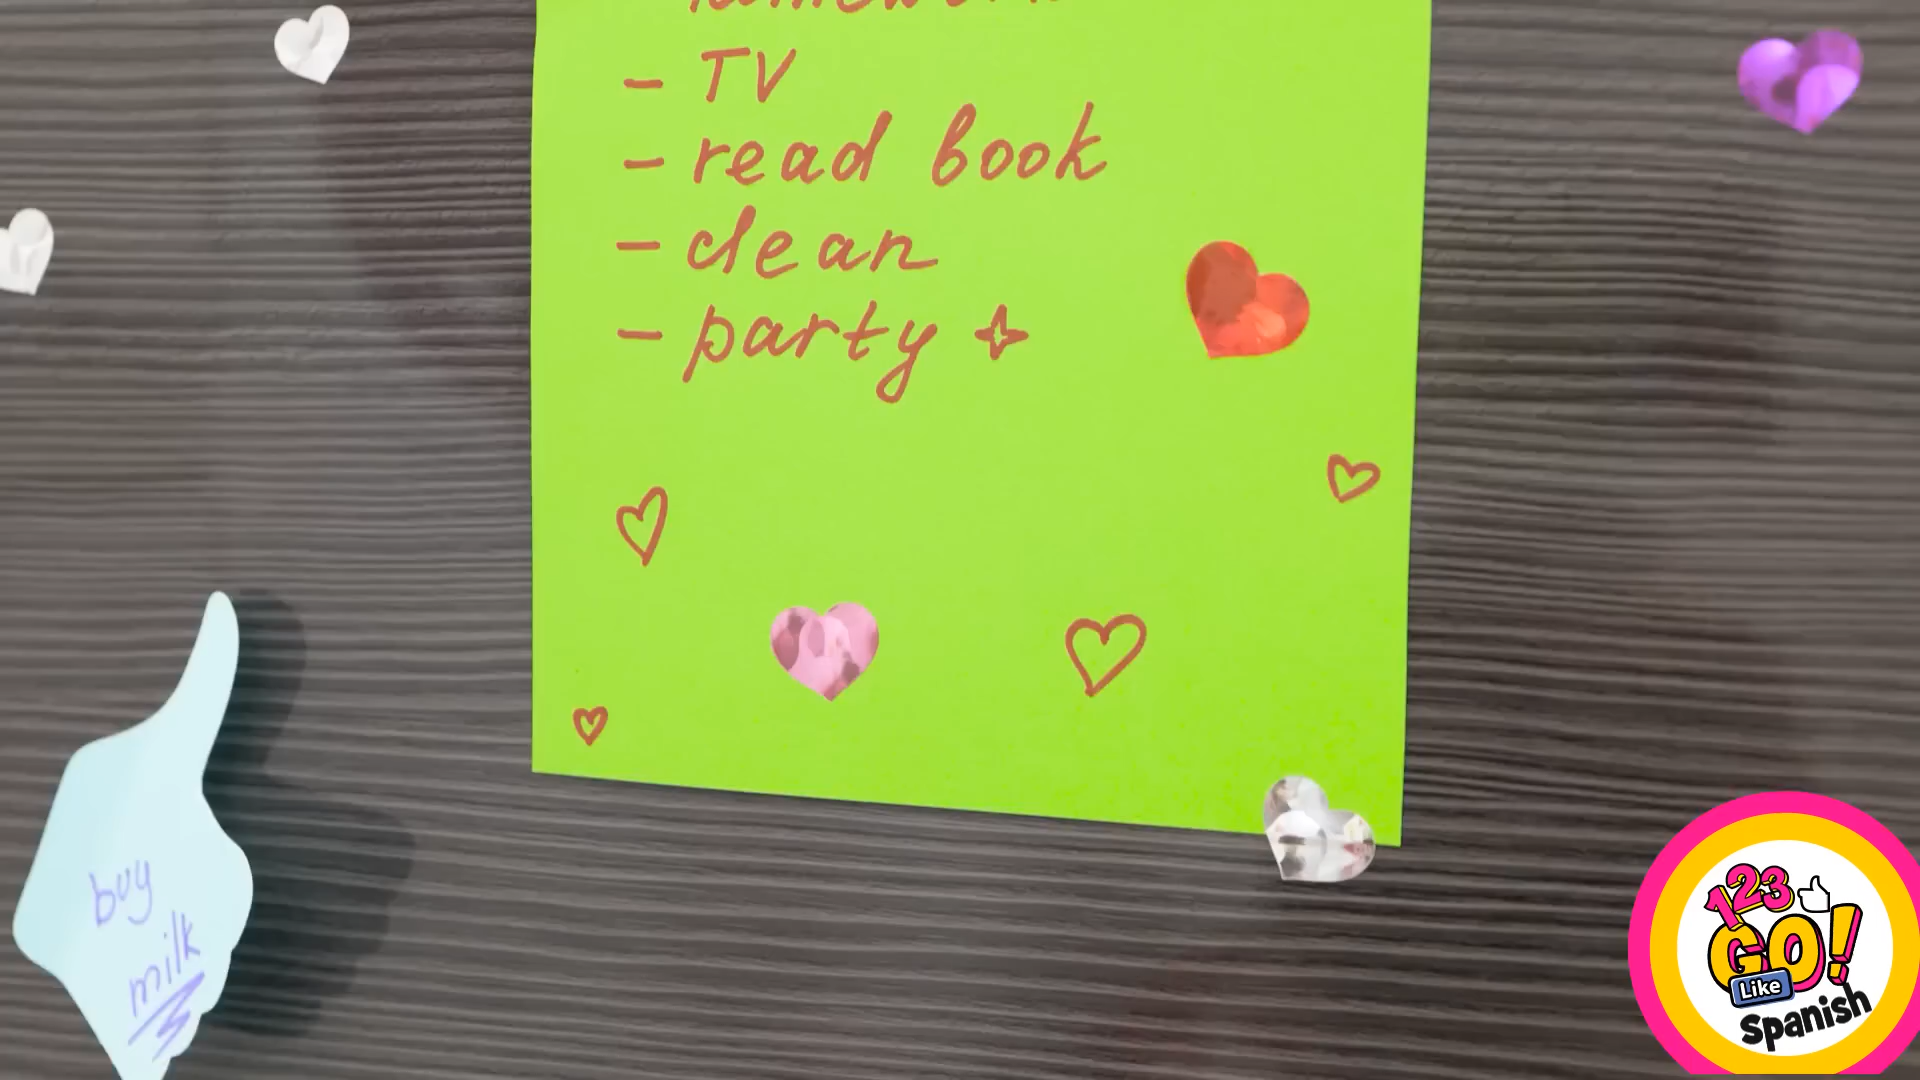 - TV
- read book
- clean
- party
buy
milk
123
GO!
Like
Spanish